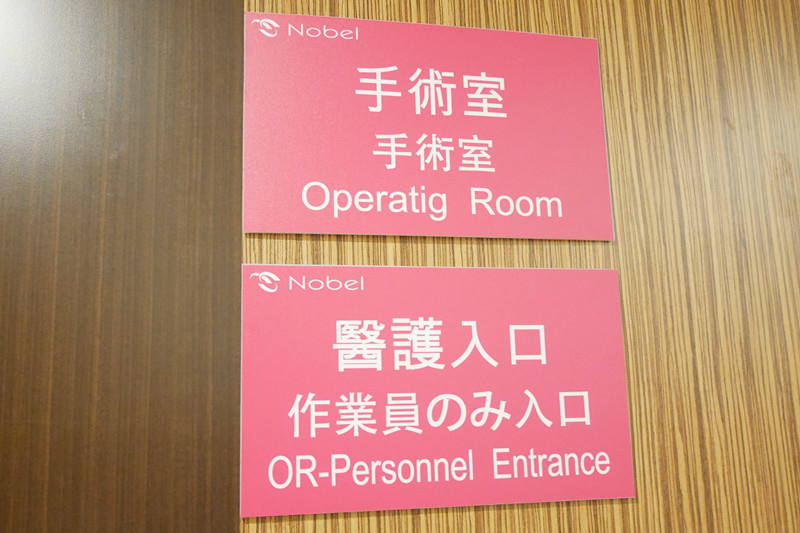 Nobel
手術室
手術室
Operatig Room
Nobel
醫護入口
作業員のみ入口
OR-Personnel Entrance